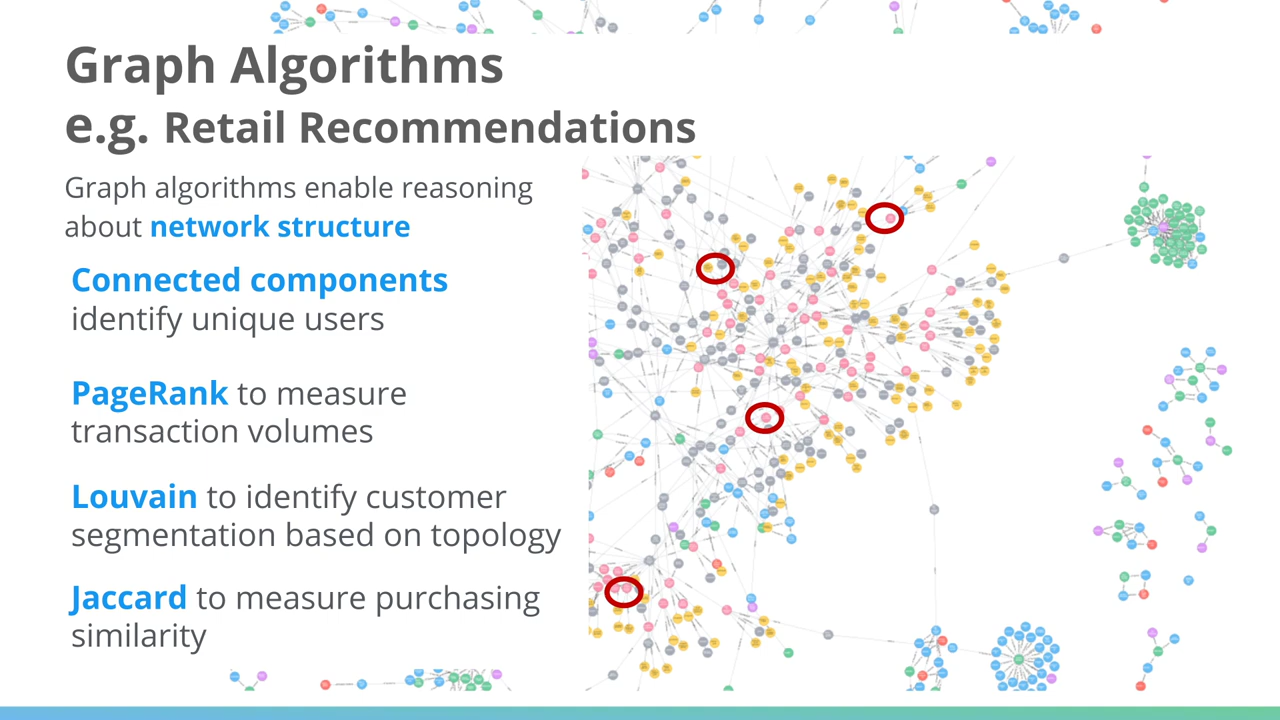 Graph Algorithms
e.g. Retail Recommendations
Graph algorithms enable reasoning
about network structure
Connected components
identify unique users
PageRank to measure
transaction volumes
Louvain to identify customer
segmentation based on topology
Jaccard to measure purchasing
similarity